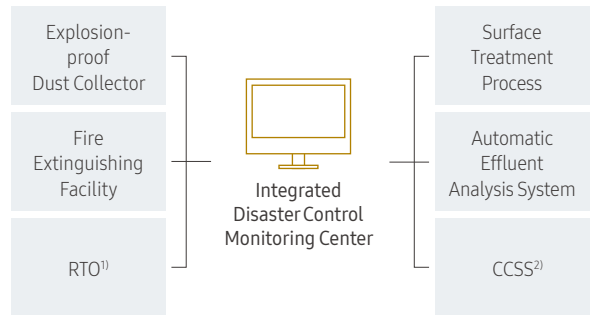 Explosion-
proof
Dust Collector
Fire
Extinguishing
Facility
RTO1)
Integrated
Disaster Control
Monitoring Center
Surface
Treatment
Process
Automatic
Effluent
Analysis System
CCSS2)